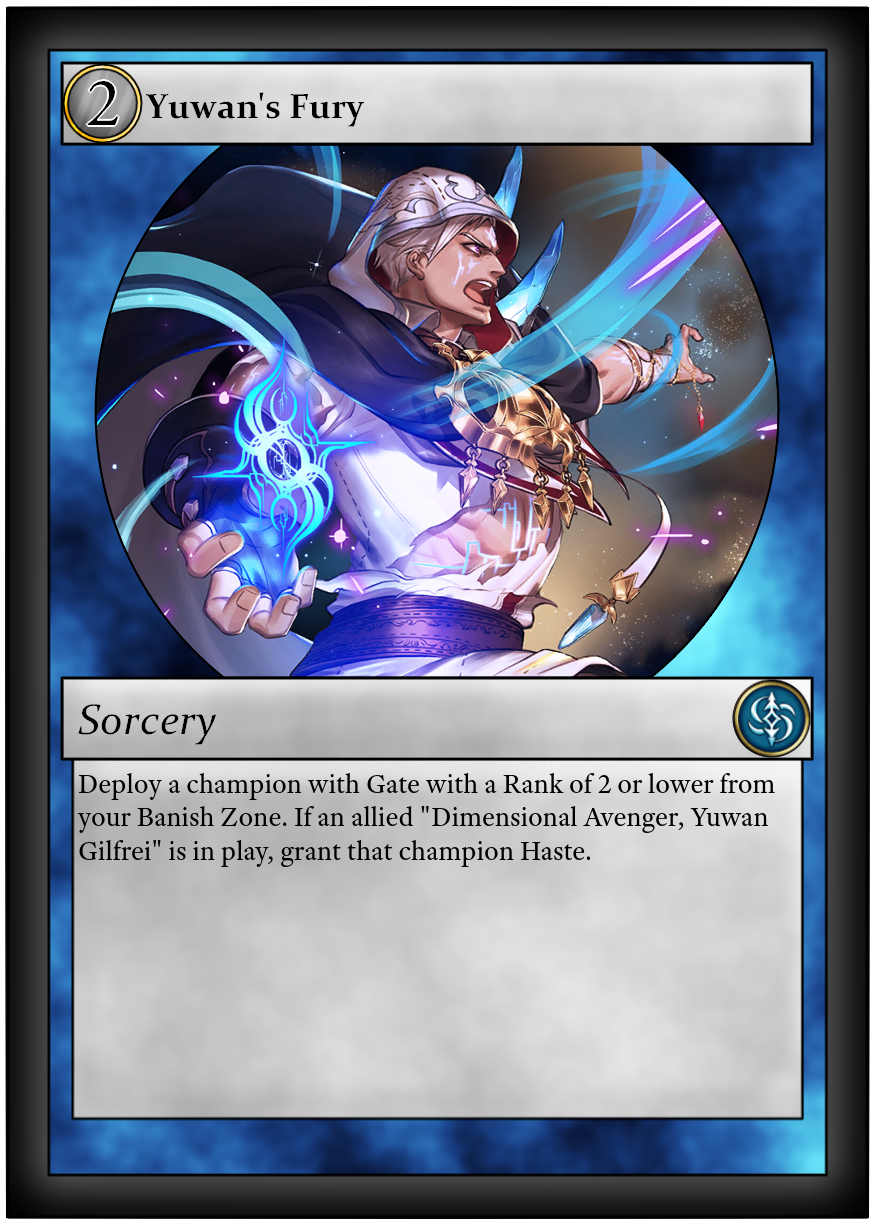 2
Yuwan's Fury
Sorcery
Deploy a champion with Gate with a Rank of 2 or lower from
your Banish Zone. If an allied "Dimensional Avenger, Yuwan
Gilfrei" is in play, grant that champion Haste.